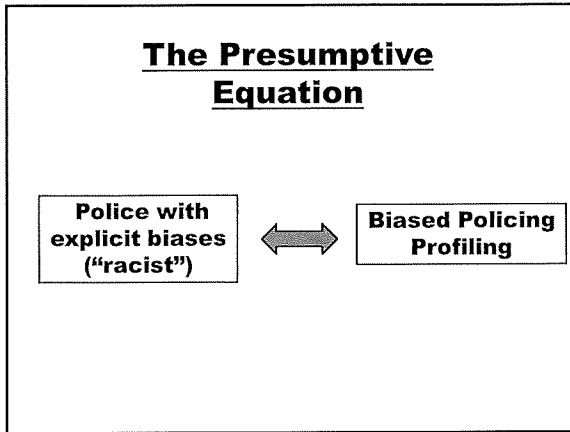 The Presumptive
Equation
Police with
explicit biases
(“racist”)
Biased Policing
Profiling